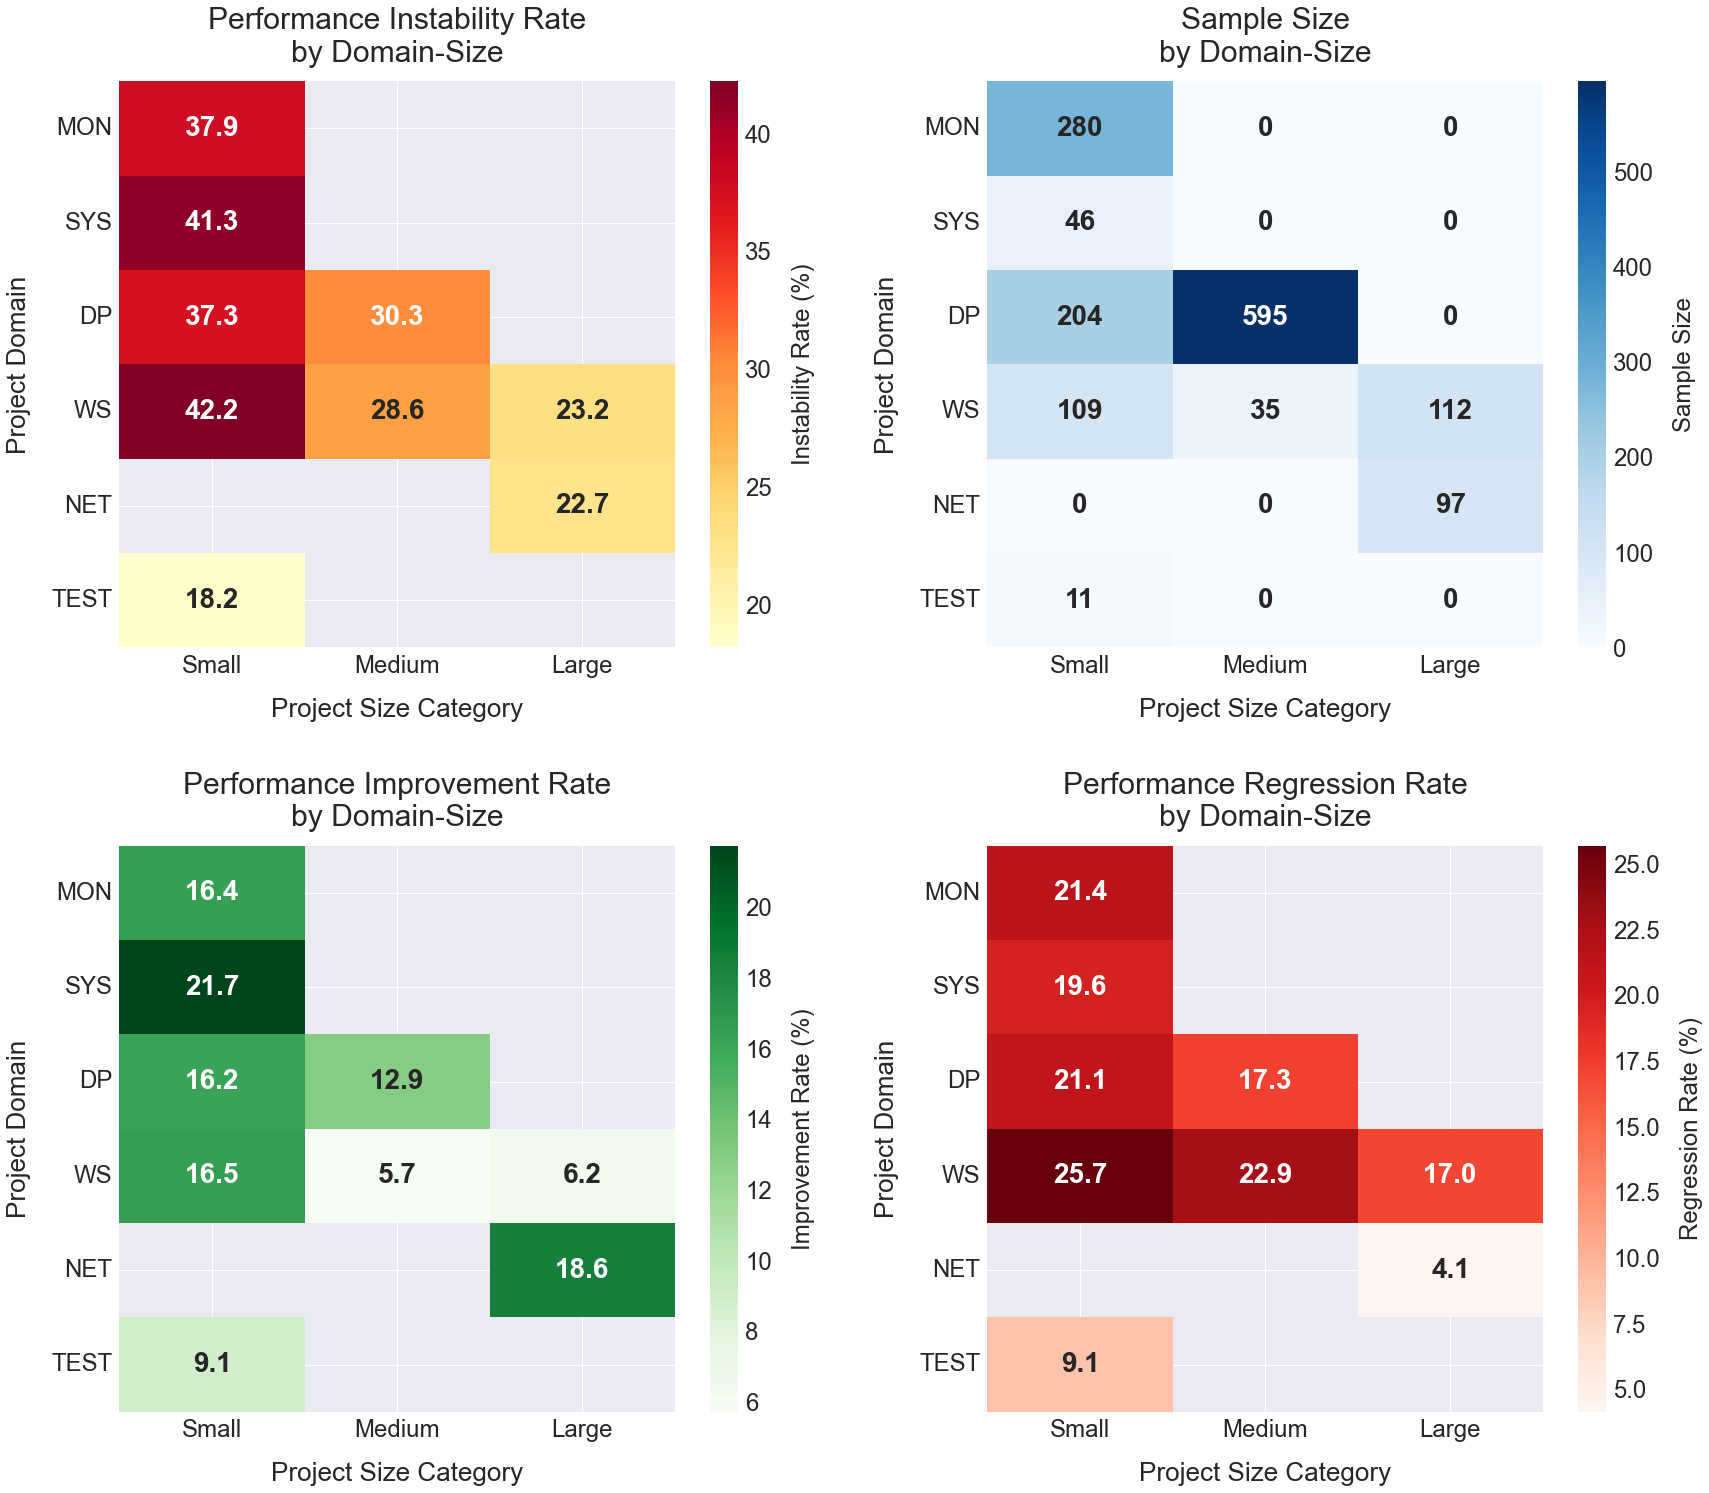 Performance Instability Rate
by Domain-Size
Project Domain
MON
SYS
DP
WS
NET
TEST
37.9
41.3
37.3 30.3
42.2 28.6 23.2
22.7
18.2
Small Medium Large
Project Size Category
40
35
30
25
20
Instability Rate (%)
Sample Size
by Domain-Size
Project Domain
MON
SYS
DP
WS
NET
TEST
280 0 0
46 0 0
204 595 0
109 35 112
0 0 97
11 0 0
Small Medium Large
Project Size Category
500
400
300
200
100
0
Sample Size
Performance Improvement Rate
by Domain-Size
Project Domain
MON
SYS
DP
WS
NET
TEST
16.4
21.7
16.2 12.9
16.5 5.7 6.2
18.6
9.1
Small Medium Large
Project Size Category
20
18
16
14
12
10
8
6
Improvement Rate (%)
Performance Regression Rate
by Domain-Size
Project Domain
MON
SYS
DP
WS
NET
TEST
21.4
19.6
21.1 17.3
25.7 22.9 17.0
4.1
9.1
Small Medium Large
Project Size Category
25.0
22.5
20.0
17.5
15.0
12.5
10.0
7.5
5.0
Regression Rate (%)